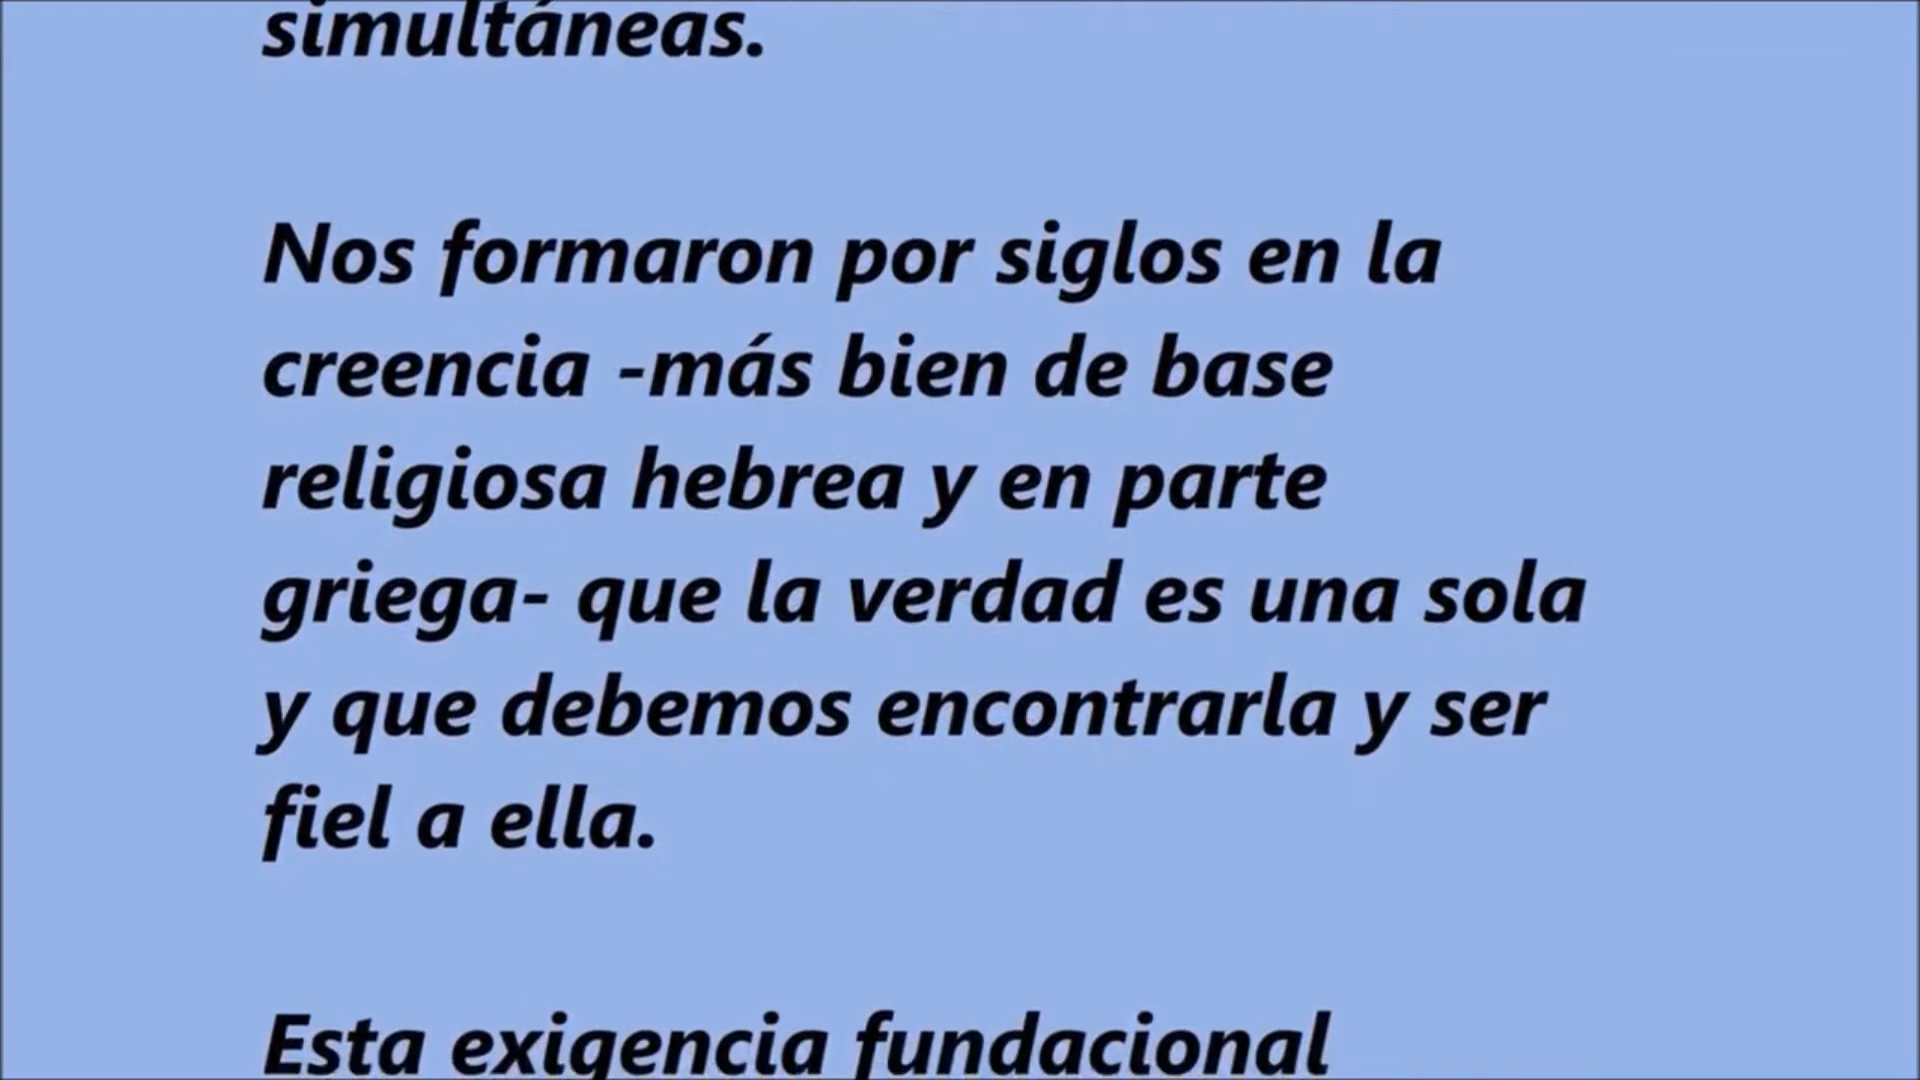 simultáneas.
Nos formaron por siglos en la
creencia -más bien de base
religiosa hebrea y en parte
griega- que la verdad es una sola
y que debemos encontrarla y ser
fiel a ella.
Esta exigencia fundacional